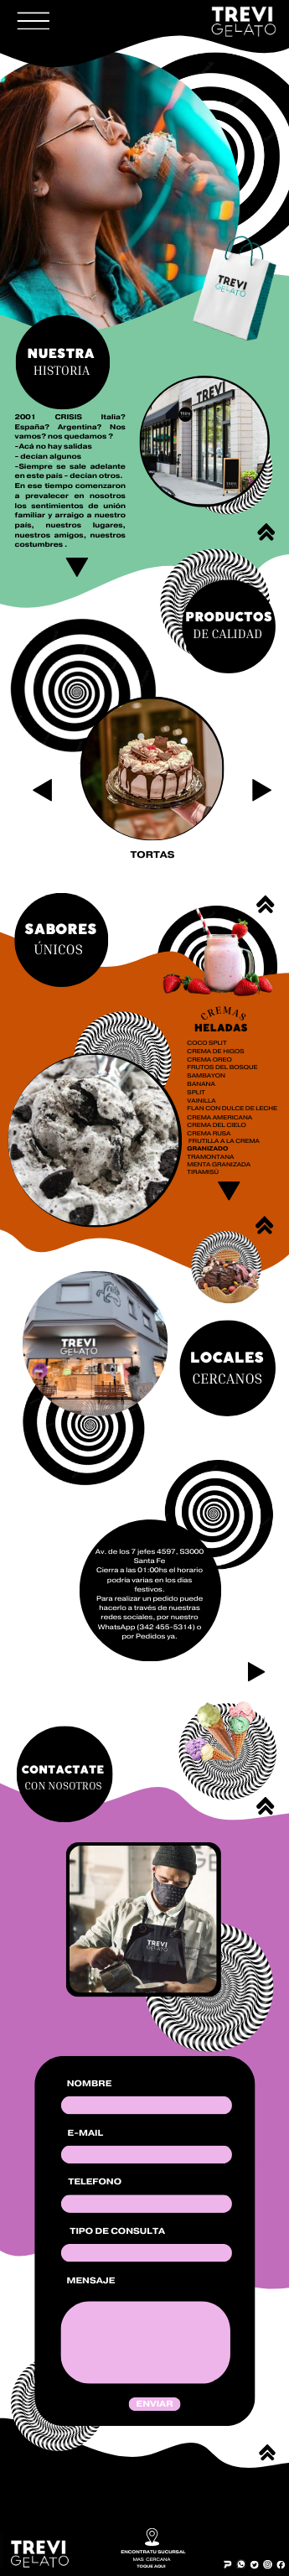 TREVI
GELATO
TREVI
GELATO
NUESTRA
HISTORIA
2001 CRISIS Italia?
España? Argentina? Nos
vamos? nos quedamos ?
-Acá no hay salidas
- decían algunos
-Siempre se sale adelante
en este país - decían otros.
En ese tiempo comenzaron
a prevalecer en nosotros
los sentimientos de unión
familiar y arraigo a nuestro
país, nuestros lugares,
nuestros amigos, nuestros
costumbres .
TREVI
TREVI
TREVI
PRODUCTOS
DE CALIDAD
TORTAS
SABORES
ÚNICOS
CREMAS
HELADAS
COCO SPLIT
CREMA DE HIGOS
CREMA OREO
FRUTOS DEL BOSQUE
SAMBAYON
BANANA
SPLIT
VAINILLA
FLAN CON DULCE DE LECHE
CREMA AMERICANA
CREMA DEL CIELO
CREMA RUSA
FRUTILLA A LA CREMA
GRANIZADO
TRAMONTANA
MENTA GRANIZADA
TIRAMISÚ
TREVI
GELATO
LOCALES
CERCANOS
Av. de los 7 jefes 4597, S3000
Santa Fe
Cierra a las 01:00hs el horario
podría varias en los días
festivos.
Para realizar un pedido puede
hacerlo a través de nuestras
redes sociales, por nuestro
WhatsApp (342 455-5314) o
por Pedidos ya.
CONTACTATE
CON NOSOTROS
TREVI
GELATO
NOMBRE
E-MAIL
TELEFONO
TIPO DE CONSULTA
MENSAJE
ENVIAR
TREVI
GELATO
ENCONTRATU SUCURSAL
MAS CERCANA
TOQUE AQUI